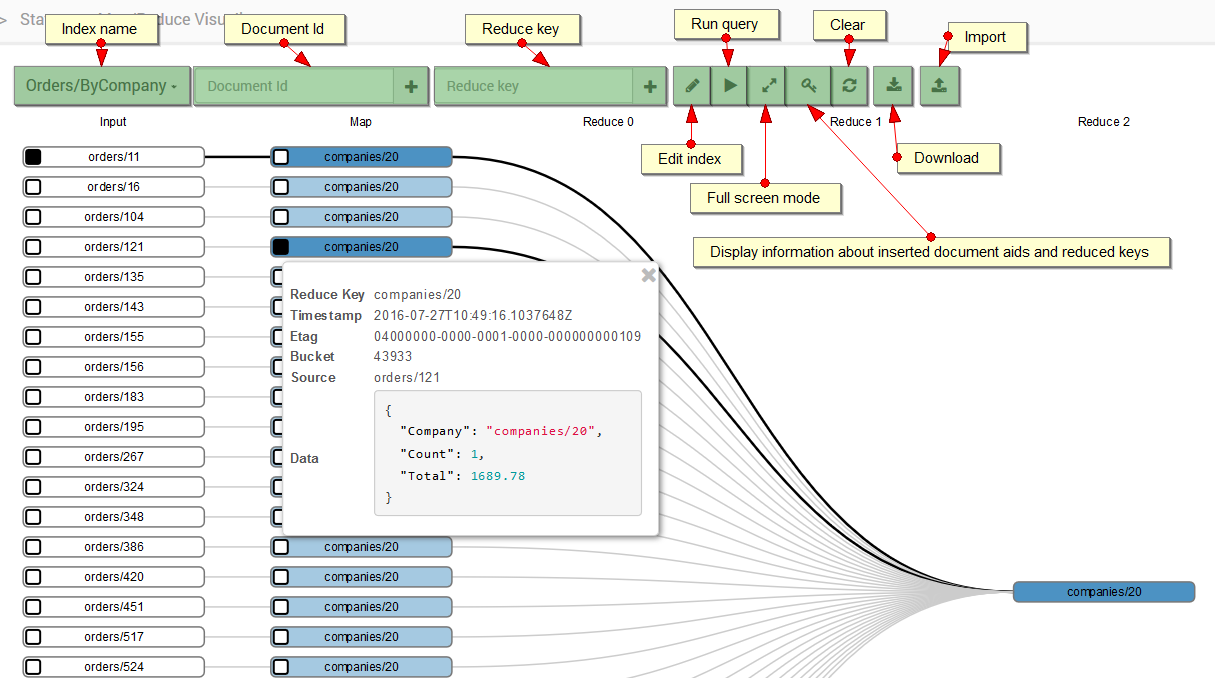 > Sta
/Reduce Visu
Index name
Document Id
Reduce key
Run query
Clear
Import
Orders/ByCompany
Document Id
Reduce key
Input
Map
Reduce 0
Reduce 1
Reduce 2
Edit index
Download
Full screen mode
Display information about inserted document aids and reduced keys
orders/11
companies/20
orders/16
companies/20
orders/104
companies/20
orders/121
companies/20
orders/135
orders/143
orders/155
orders/156
orders/183
orders/195
orders/267
orders/324
orders/348
Reduce Key companies/20
Timestamp 2016-07-27T10:49:16.1037648Z
Etag 04000000-0000-0001-0000-000000000109
Bucket 43933
Source orders/121
Data
{
"Company": "companies/20",
"Count": 1,
"Total": 1689.78
}
orders/386
companies/20
orders/420
companies/20
companies/20
orders/451
companies/20
orders/517
companies/20
orders/524
companies/20